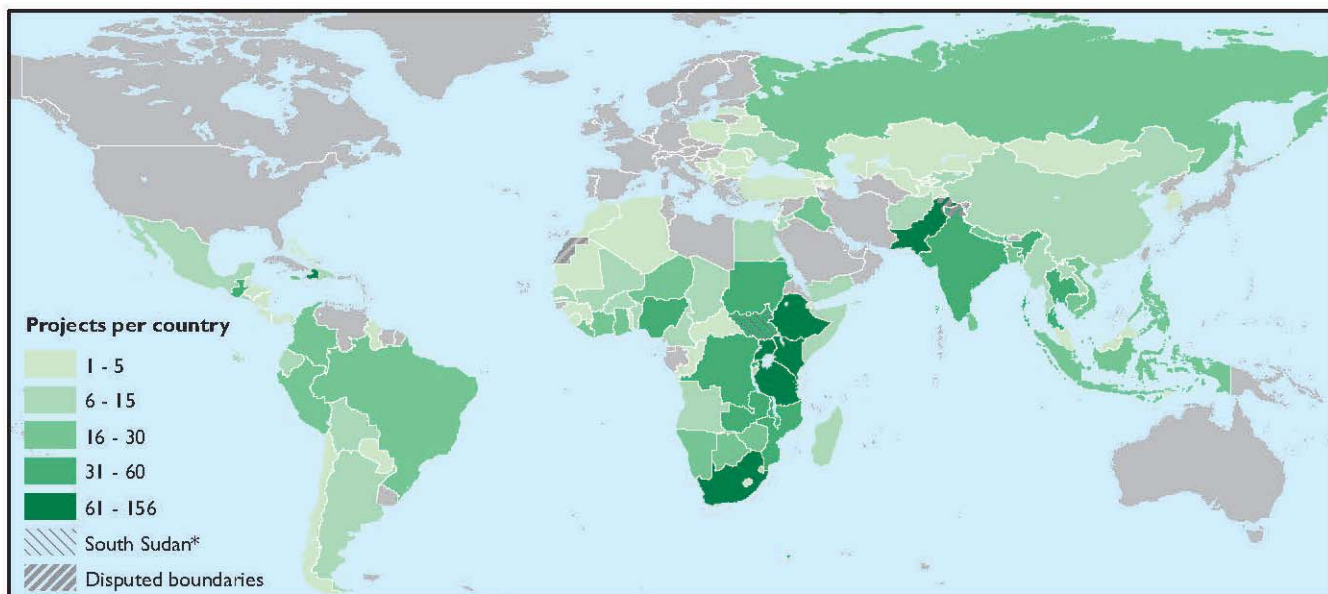 Projects per country
1 - 5
6 - 15
16 - 30
31 - 60
61 - 156
South Sudan*
Disputed boundaries